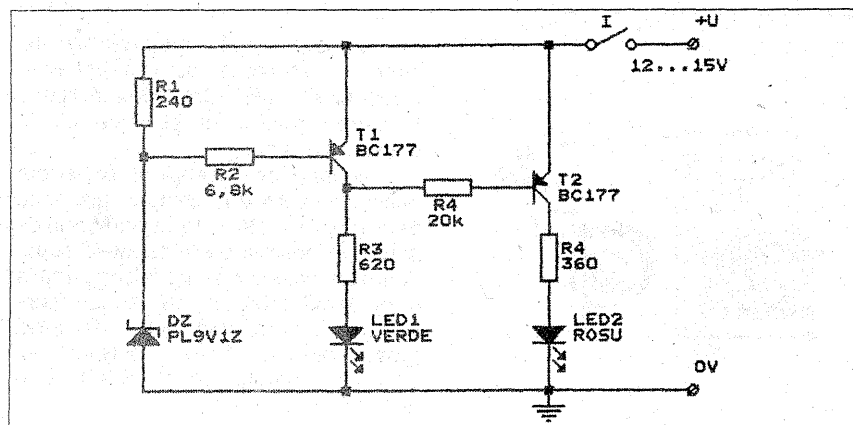 I
+U
12...15V
R1
240
T1
BC177
R2
6,8k
T2
BC177
R4
20k
R3
620
R4
360
DZ
PL9V1Z
LED1
VERDE
LED2
ROSU
0V